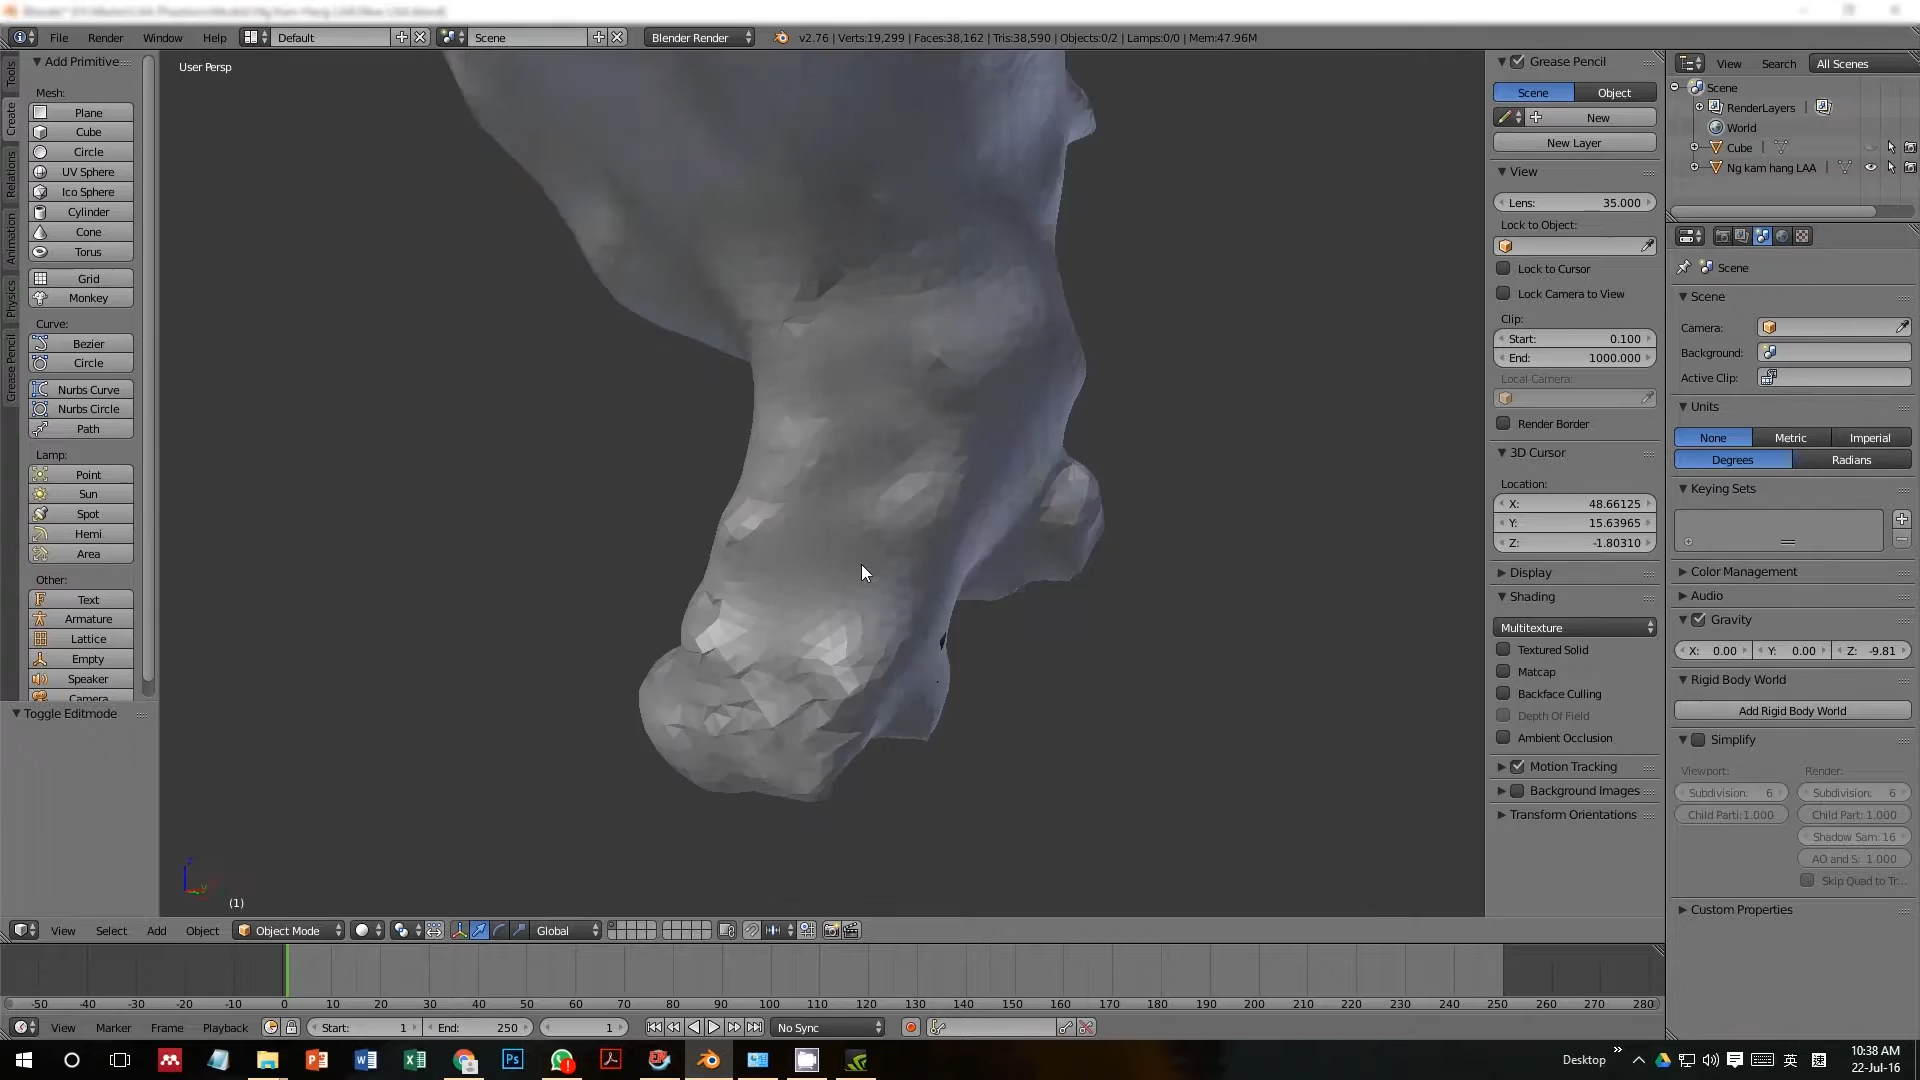 File Render Window Help Default Scene Blender Render v2.76 | Verts:19,299 | Faces:38,162 | Tris:38,590 | Objects:0/2 | Lamps:0/0 | Mem:47.96M
Tools
Create
Relations
Animation
Physics
Grease Pencil
Add Primitive
Mesh:
Plane
Cube
Circle
UV Sphere
Ico Sphere
Cylinder
Cone
Torus
Grid
Monkey
Curve:
Bezier
Circle
Nurbs Curve
Nurbs Circle
Path
Lamp:
Point
Sun
Spot
Hemi
Area
Other:
Text
Armature
Lattice
Empty
Speaker
Camera
Toggle Editmode
User Persp
(1)
Grease Pencil
Scene Object
New
New Layer
View
Lens: 35.000
Lock to Object:
Lock to Cursor
Lock Camera to View
Clip:
Start: 0.100
End: 1000.000
Local Camera:
Render Border
3D Cursor
Location:
X: 48.66125
Y: 15.63965
Z: -1.80310
Display
Shading
Multitexture
Textured Solid
Matcap
Backface Culling
Depth Of Field
Ambient Occlusion
Motion Tracking
Background Images
Transform Orientations
View Search All Scenes
Scene
RenderLayers
World
Cube
Ng kam hang LAA
Scene
Scene
Camera:
Background:
Active Clip:
Units
None Metric Imperial
Degrees Radians
Keying Sets
Color Management
Audio
Gravity
X: 0.00 Y: 0.00 Z: -9.81
Rigid Body World
Add Rigid Body World
Simplify
Viewport: Render:
Subdivision: 6 Subdivision: 6
Child Parti:1.000 Child Part: 1.000
Shadow Sam: 16
AO and S: 1.000
Skip Quad to Tr...
Custom Properties
View Select Add Object Object Mode Global
-50 -40 -30 -20 -10 0 10 20 30 40 50 60 70 80 90 100 110 120 130 140 150 160 170 180 190 200 210 220 230 240 250 260 270 280
View Marker Frame Playback Start: 1 End: 250 1 No Sync
Desktop 英 10:38 AM
22-Jul-16